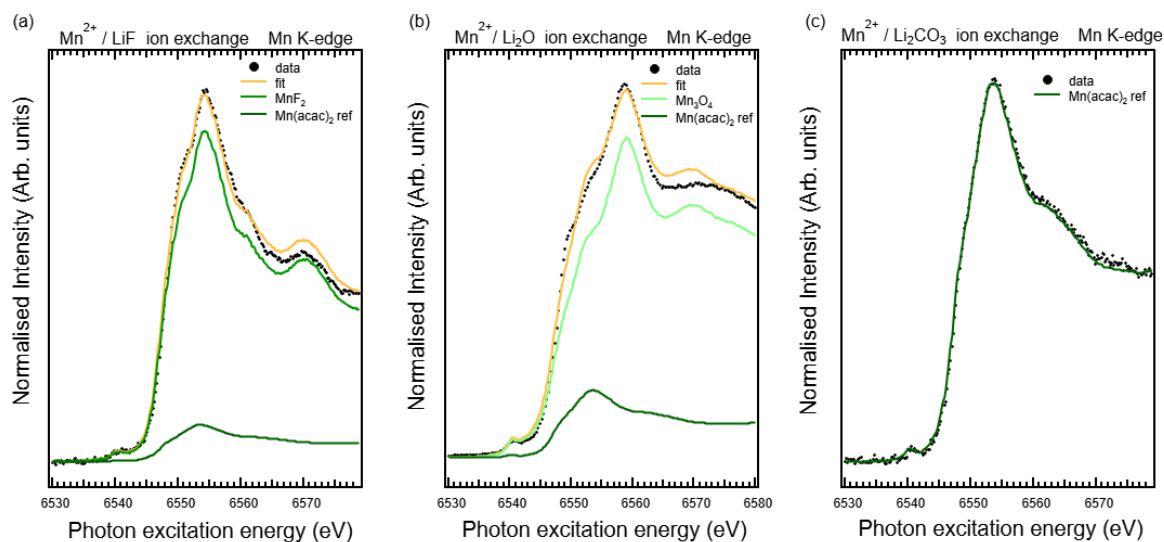 (a)
Mn2+ / LiF ion exchange Mn K-edge
data
fit
MnF2
Mn(acac)2 ref
Normalised Intensity (Arb. units)
6530 6540 6550 6560 6570
Photon excitation energy (eV)
(b)
Mn2+/ Li2O ion exchange Mn K-edge
data
fit
Mn3O4
Mn(acac)2 ref
Normalised Intensity (Arb. units)
6530 6540 6550 6560 6570 6580
Photon excitation energy (eV)
(c)
Mn2+ / Li2CO3 ion exchange Mn K-edge
data
Mn(acac)2 ref
Normalised Intensity (Arb. units)
6530 6540 6550 6560 6570
Photon excitation energy (eV)